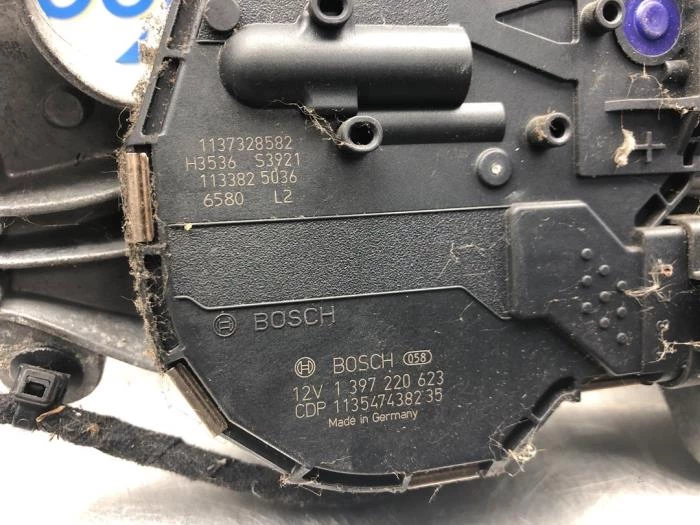 1137328582
H3536 S3921
113382 5036
6580 L2
BOSCH
BOSCH 058
12V 1 397 220 623
CDP 1135474382 35
Made in Germany